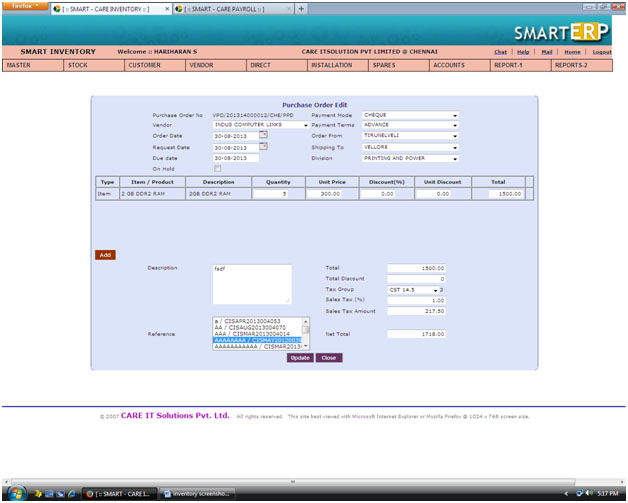 firefox
[ :: SMART - CARE INVENTORY :: ] [ :: SMART - CARE PAYROLL :: ]
SMARTERP
SMART INVENTORY Welcome :: HARIHARAN S CARE ITSOLUTION PVT LIMITED @ CHENNAI Chat | Help | Mail | Home | Logout
MASTER STOCK CUSTOMER VENDOR DIRECT INSTALLATION SPARES ACCOUNTS REPORT-1 REPORTS-2
Purchase Order Edit
Purchase Order No VPO/201314000012/CHE/PPD Payment Mode CHEQUE
Vendor INDUS COMPUTER LINKS Payment Terms ADVANCE
Order Date 30-08-2013 Order From TIRUNELVELI
Request Date 30-08-2013 Shipping To VELLORE
Due date 30-08-2013 Division PRINTING AND POWER
On Hold
Type Item / Product Description Quantity Unit Price Discount(%) Unit Discount Total
Item 2 GB DDR2 RAM 2GB DDR2 RAM 5 300.00 0.00 0.00 1500.00
Add
Description fsdf Total 1500.00
Total Discount 0
Tax Group CST 14.5
Sales Tax (%) 1.00
Sales Tax Amount 217.50
a / CISAPR2013004053
AA / CISAUG2013004070
Reference AAA / CISMAR2013004014 Net Total 1718.00
AAAAAAAA /
AAAAAAAAAAA /
Update Close
© 2007 CARE IT Solutions Pvt. Ltd. All rights reserved. This site best viewed with Microsoft Internet Explorer or Mozilla Firefox @ 1024 x 768 screen size.
[ :: SMART - CARE I... inventory screensho... 5:17 PM